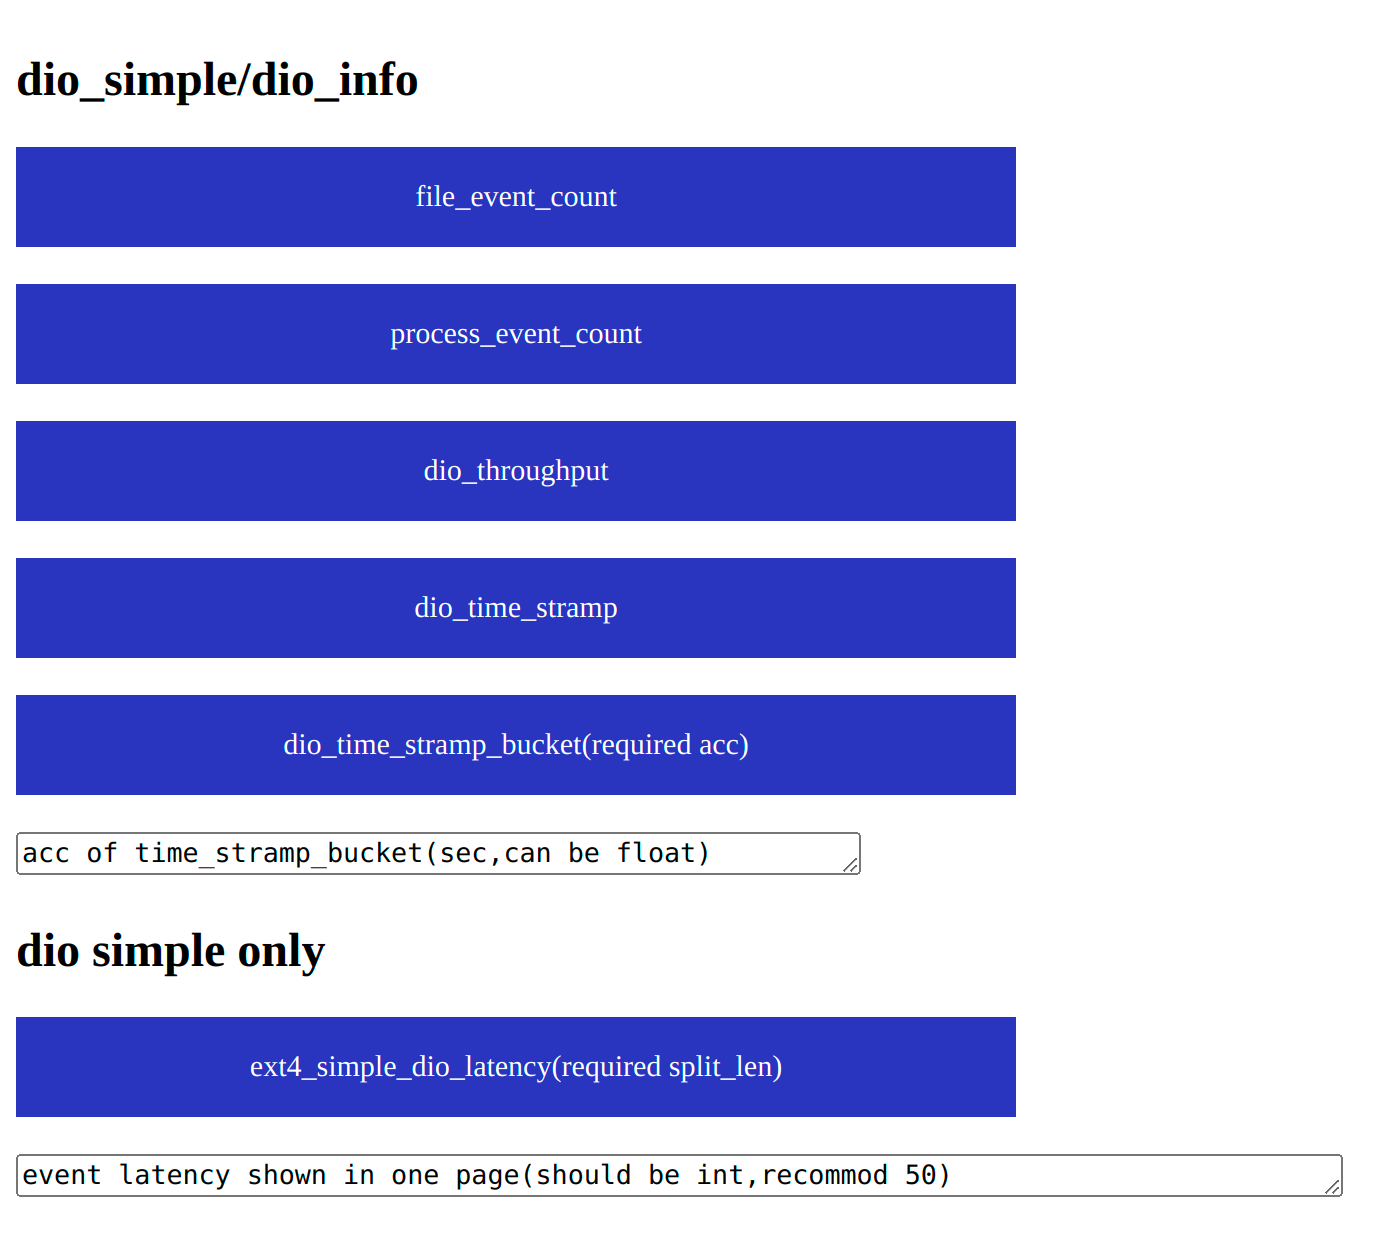 dio_simple/dio_info
file_event_count
process_event_count
dio_throughput
dio_time_stramp
dio_time_stramp_bucket(required acc)
acc of time_stramp_bucket(sec,can be float)
dio simple only
ext4_simple_dio_latency(required split_len)
event latency shown in one page(should be int,recommod 50)